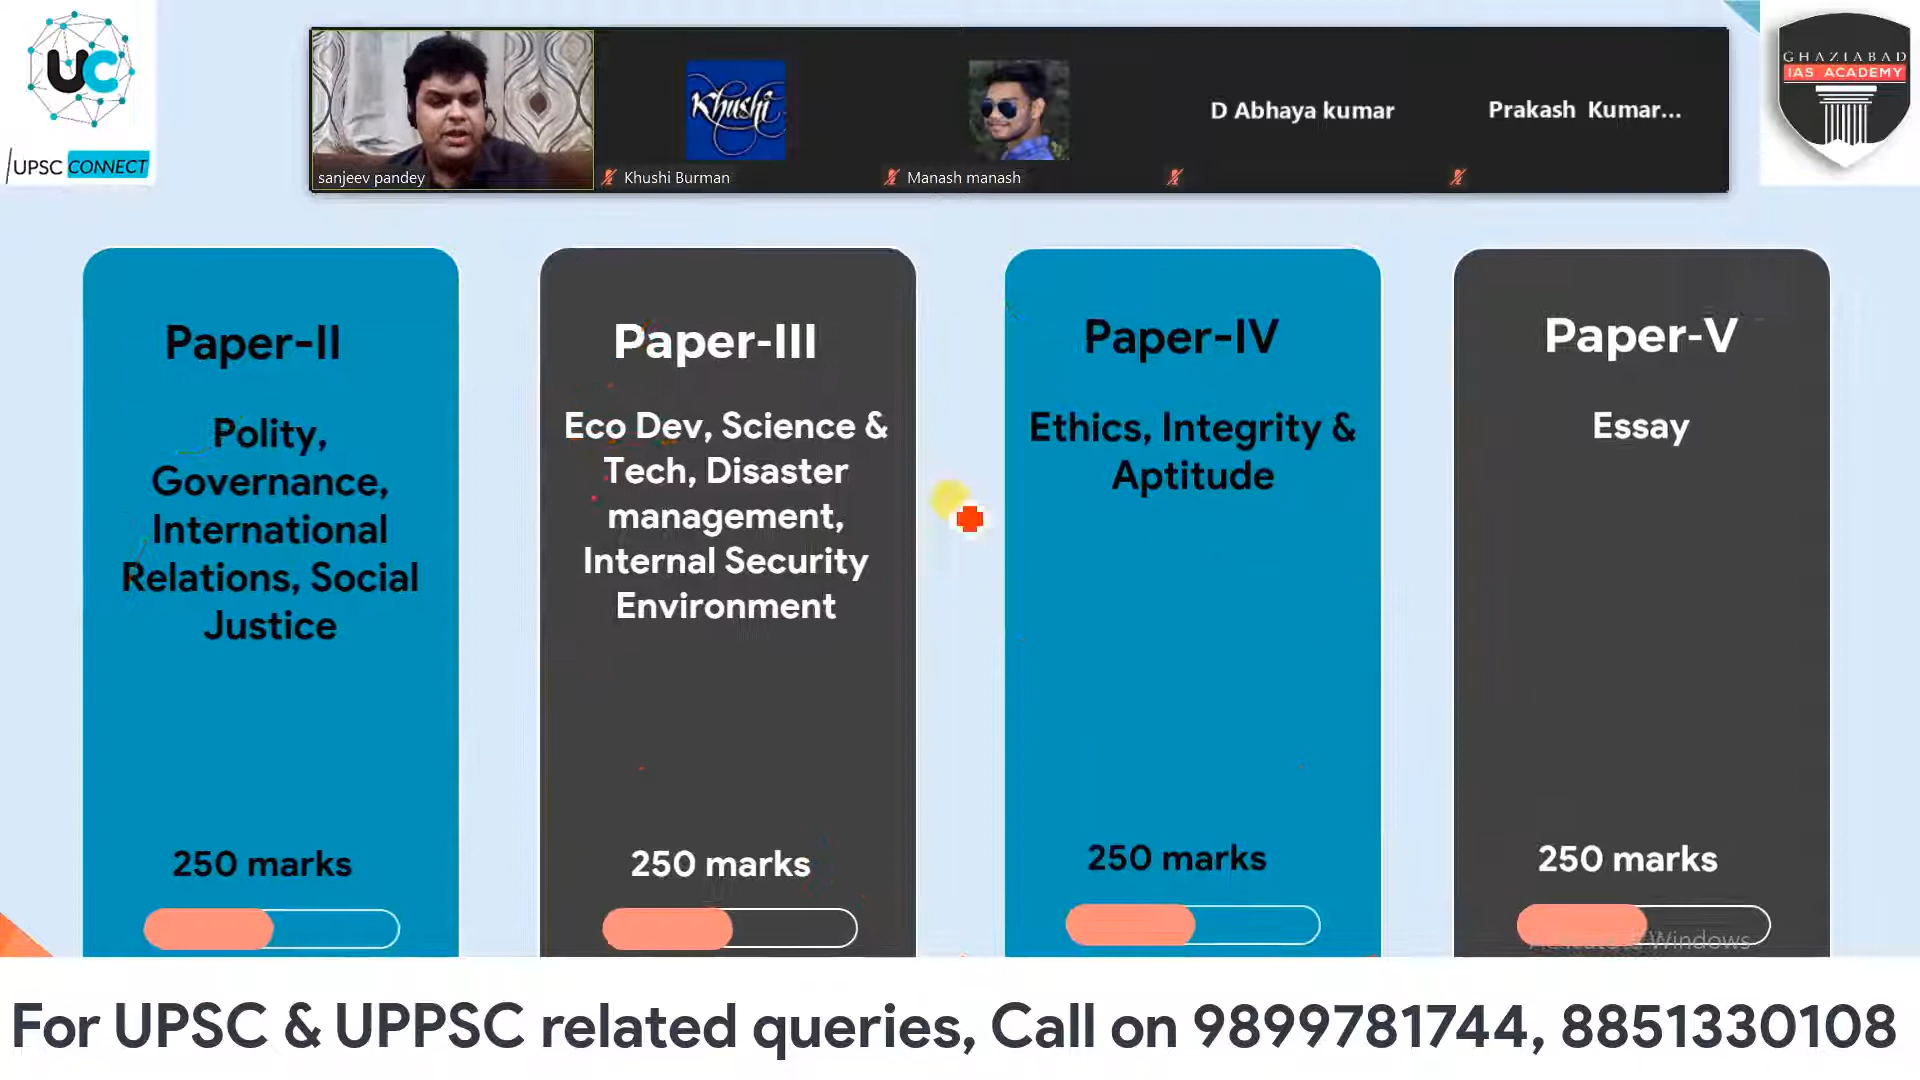 UC
UPSC CONNECT
sanjeev pandey
Khushi
Khushi Burman
Manash manash
D Abhaya kumar
Prakash Kumar...
GHAZIABAD
IAS ACADEMY
Paper-II
Polity,
Governance,
International
Relations, Social
Justice
250 marks
Paper-III
Eco Dev, Science &
Tech, Disaster
management,
Internal Security
Environment
250 marks
Paper-IV
Ethics, Integrity &
Aptitude
250 marks
Paper-V
Essay
250 marks
Activate Windows
For UPSC & UPPSC related queries, Call on 9899781744, 8851330108